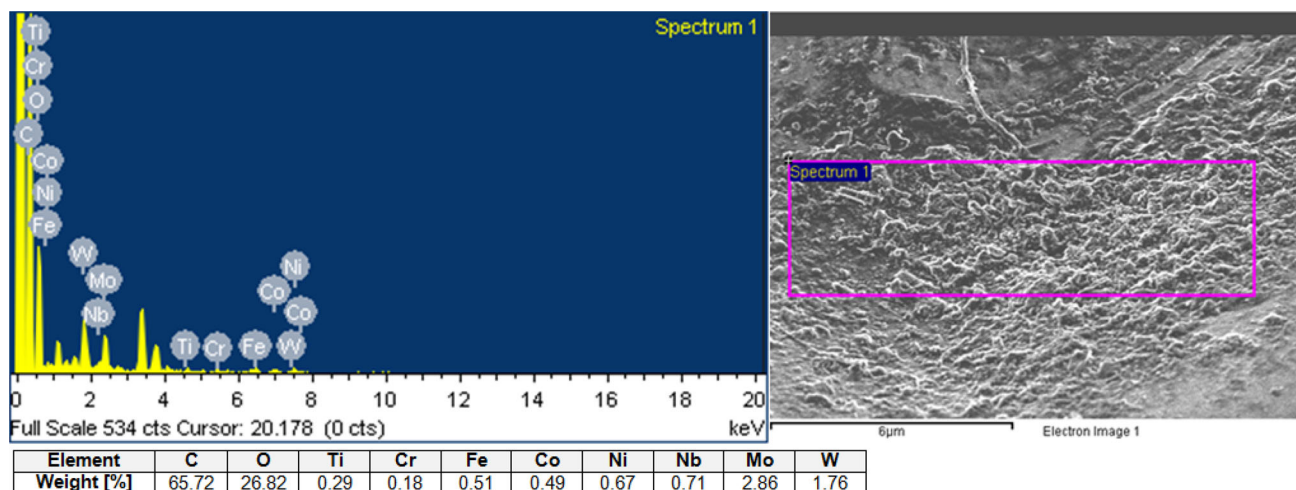 Spectrum 1
Ti
Cr
O
C
Co
Ni
Fe
W
Mo
Nb
Ni
Co
Co
Ti
Cr
Fe
W
0 2 4 6 8 10 12 14 16 18 20
Full Scale 534 cts Cursor: 20.178 (0 cts) keV
Spectrum 1
6µm Electron Image 1
Element C O Ti Cr Fe Co Ni Nb Mo W
Weight [%] 65.72 26.82 0.29 0.18 0.51 0.49 0.67 0.71 2.86 1.76